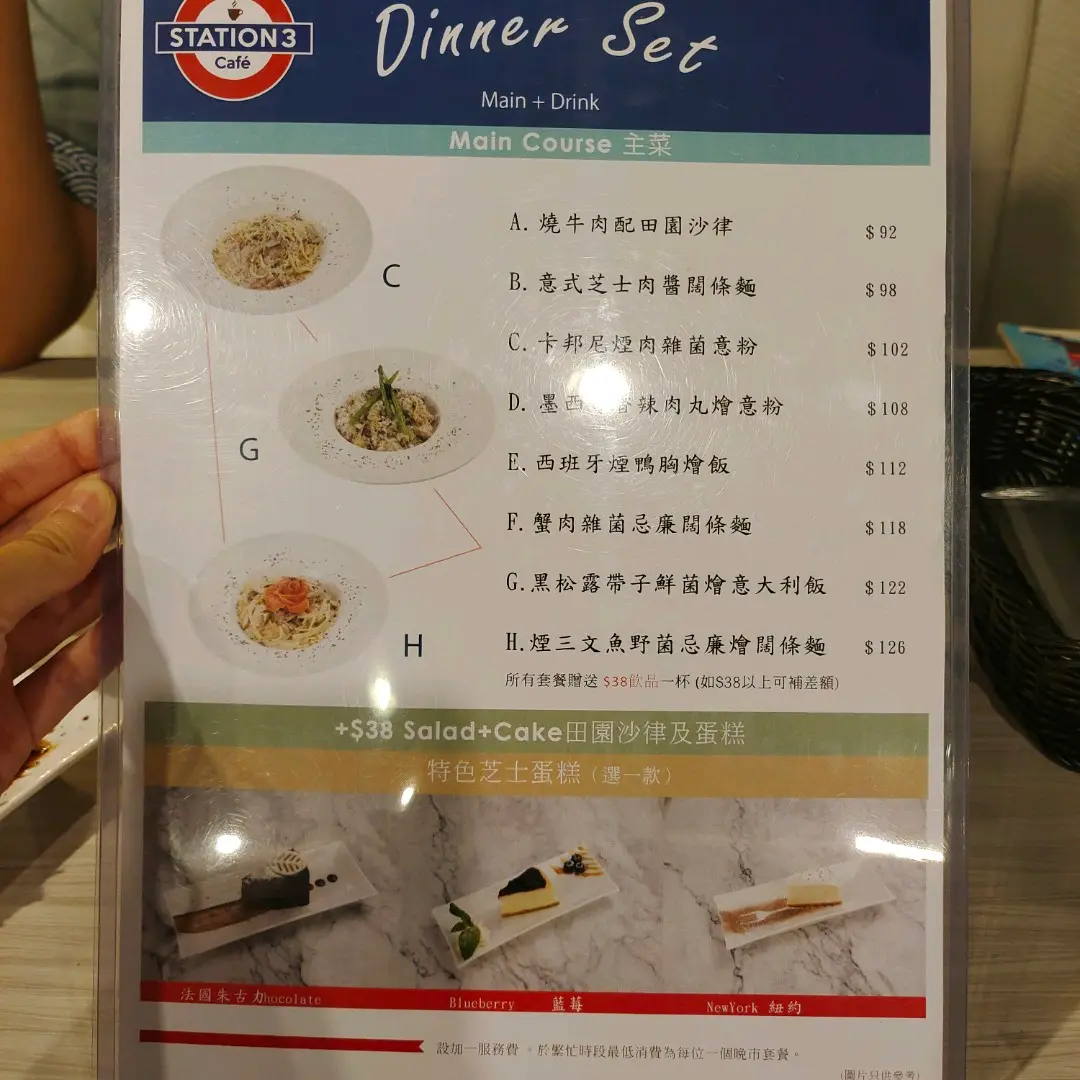 STATION 3
Café
Dinner Set
Main + Drink
Main Course 主菜
A. 燒牛肉配田園沙律 $92
B. 意式芝士肉醬闊條麵 $98
C. 卡邦尼煙肉雜菌意粉 $102
D. 墨西 辣肉丸燴意粉 $108
E. 西班牙煙鴨胸燴飯 $112
F. 蟹肉雜菌忌廉闊條麵 $118
G. 黑松露帶子鮮菌燴意大利飯 $122
H. 煙三文魚野菌忌廉燴闊條麵 $126
C
G
H
所有套餐贈送 $38飲品一杯 (如$38以上可補差額)
+$38 Salad+Cake田園沙律及蛋糕
特色芝士蛋糕（選一款）
法國朱古力hocolate
Blueberry 藍莓
NewYork 紐約
設加一服務費 。於繁忙時段最低消費為每位一個晚市套餐。
(圖片只供參考)